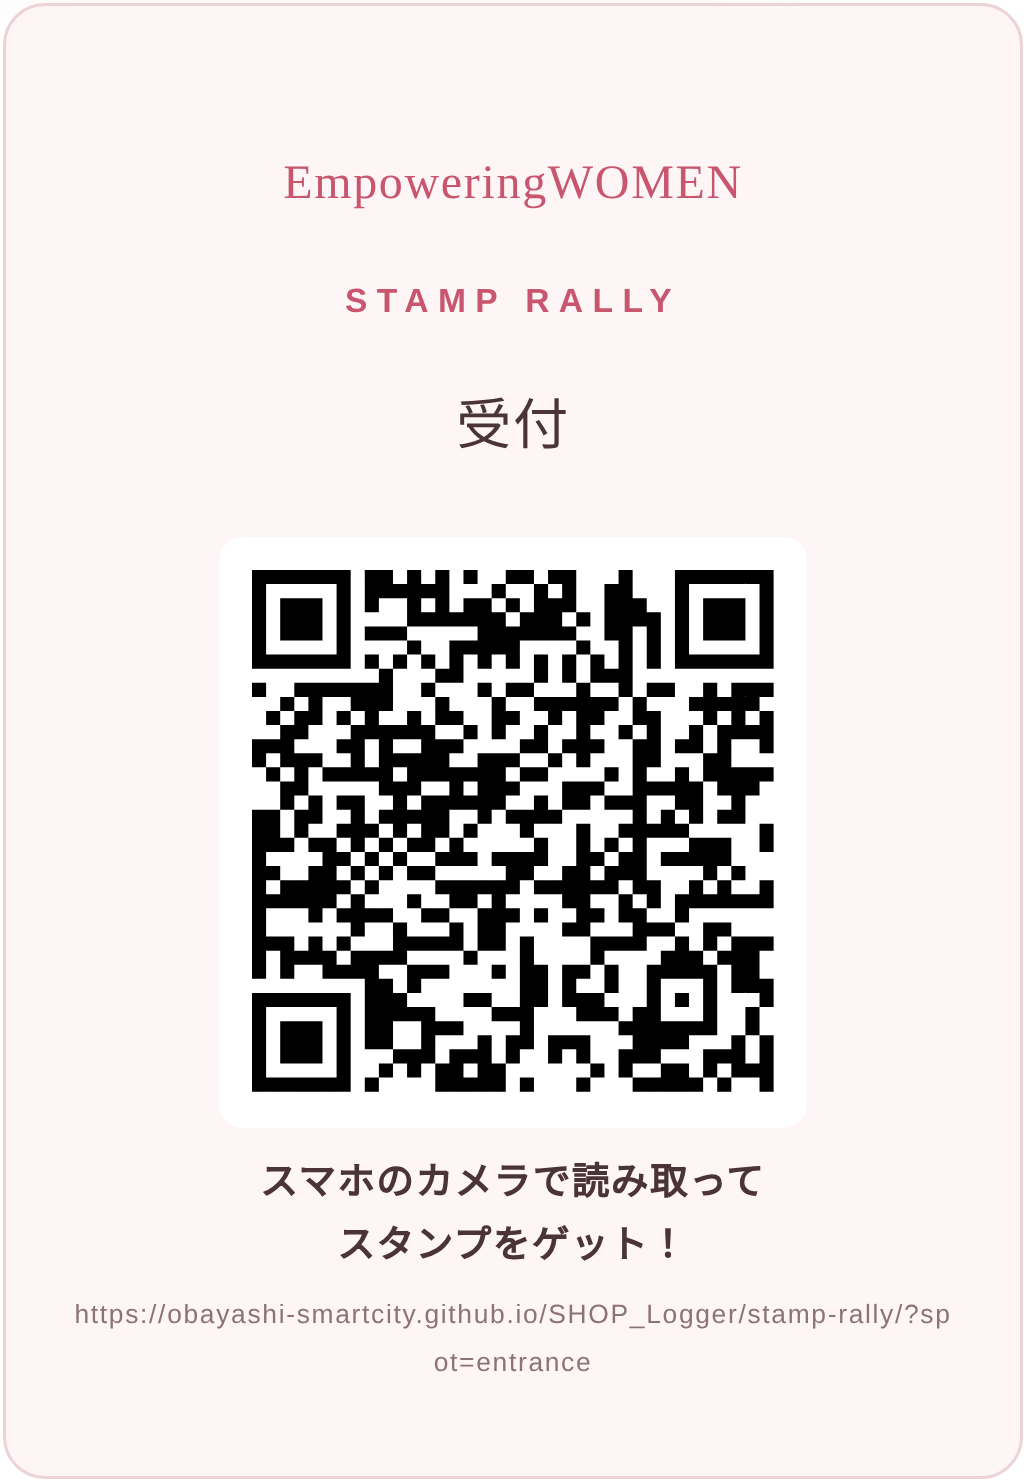 EmpoweringWOMEN
STAMP RALLY
受付
スマホのカメラで読み取って
スタンプをゲット！
https://obayashi-smartcity.github.io/SHOP_Logger/stamp-rally/?sp
ot=entrance